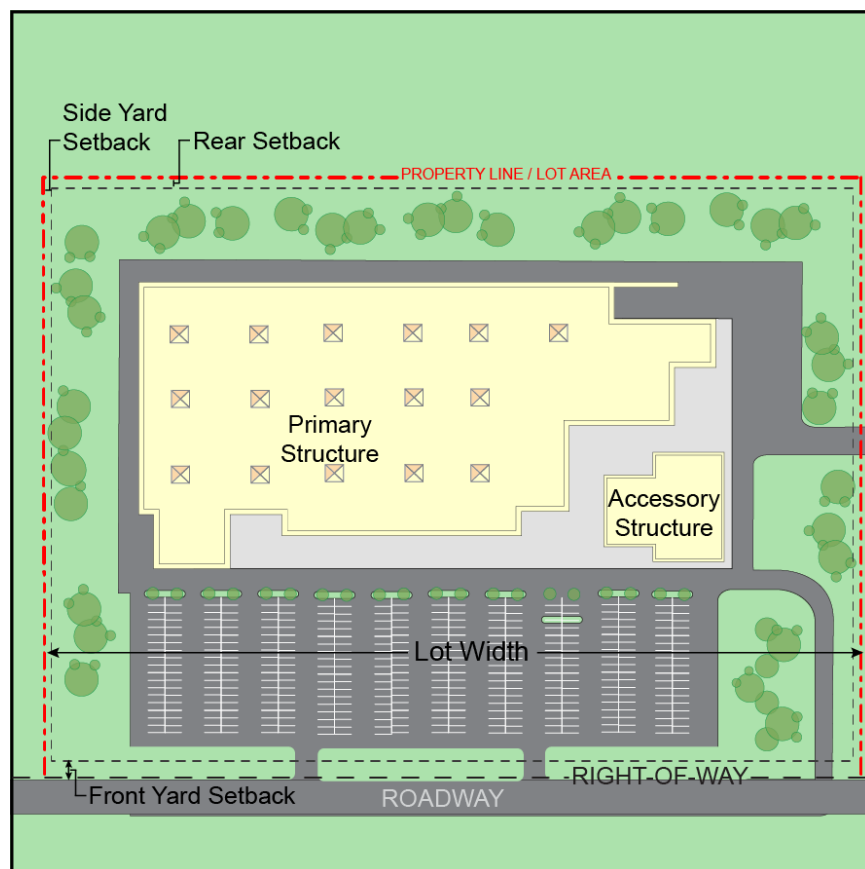 Side Yard
Setback
Rear Setback
PROPERTY LINE / LOT AREA
Primary
Structure
Accessory
Structure
Lot Width
RIGHT-OF-WAY
Front Yard Setback
ROADWAY